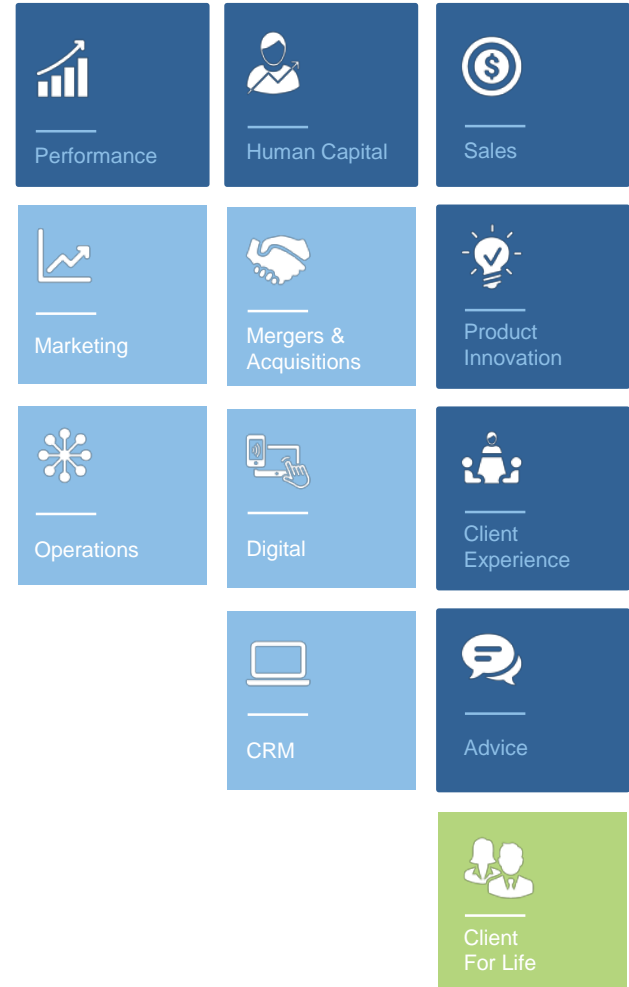 Performance
Human Capital
Sales
Marketing
Mergers &
Acquisitions
Product
Innovation
Operations
Digital
Client
Experience
CRM
Advice
Client
For Life